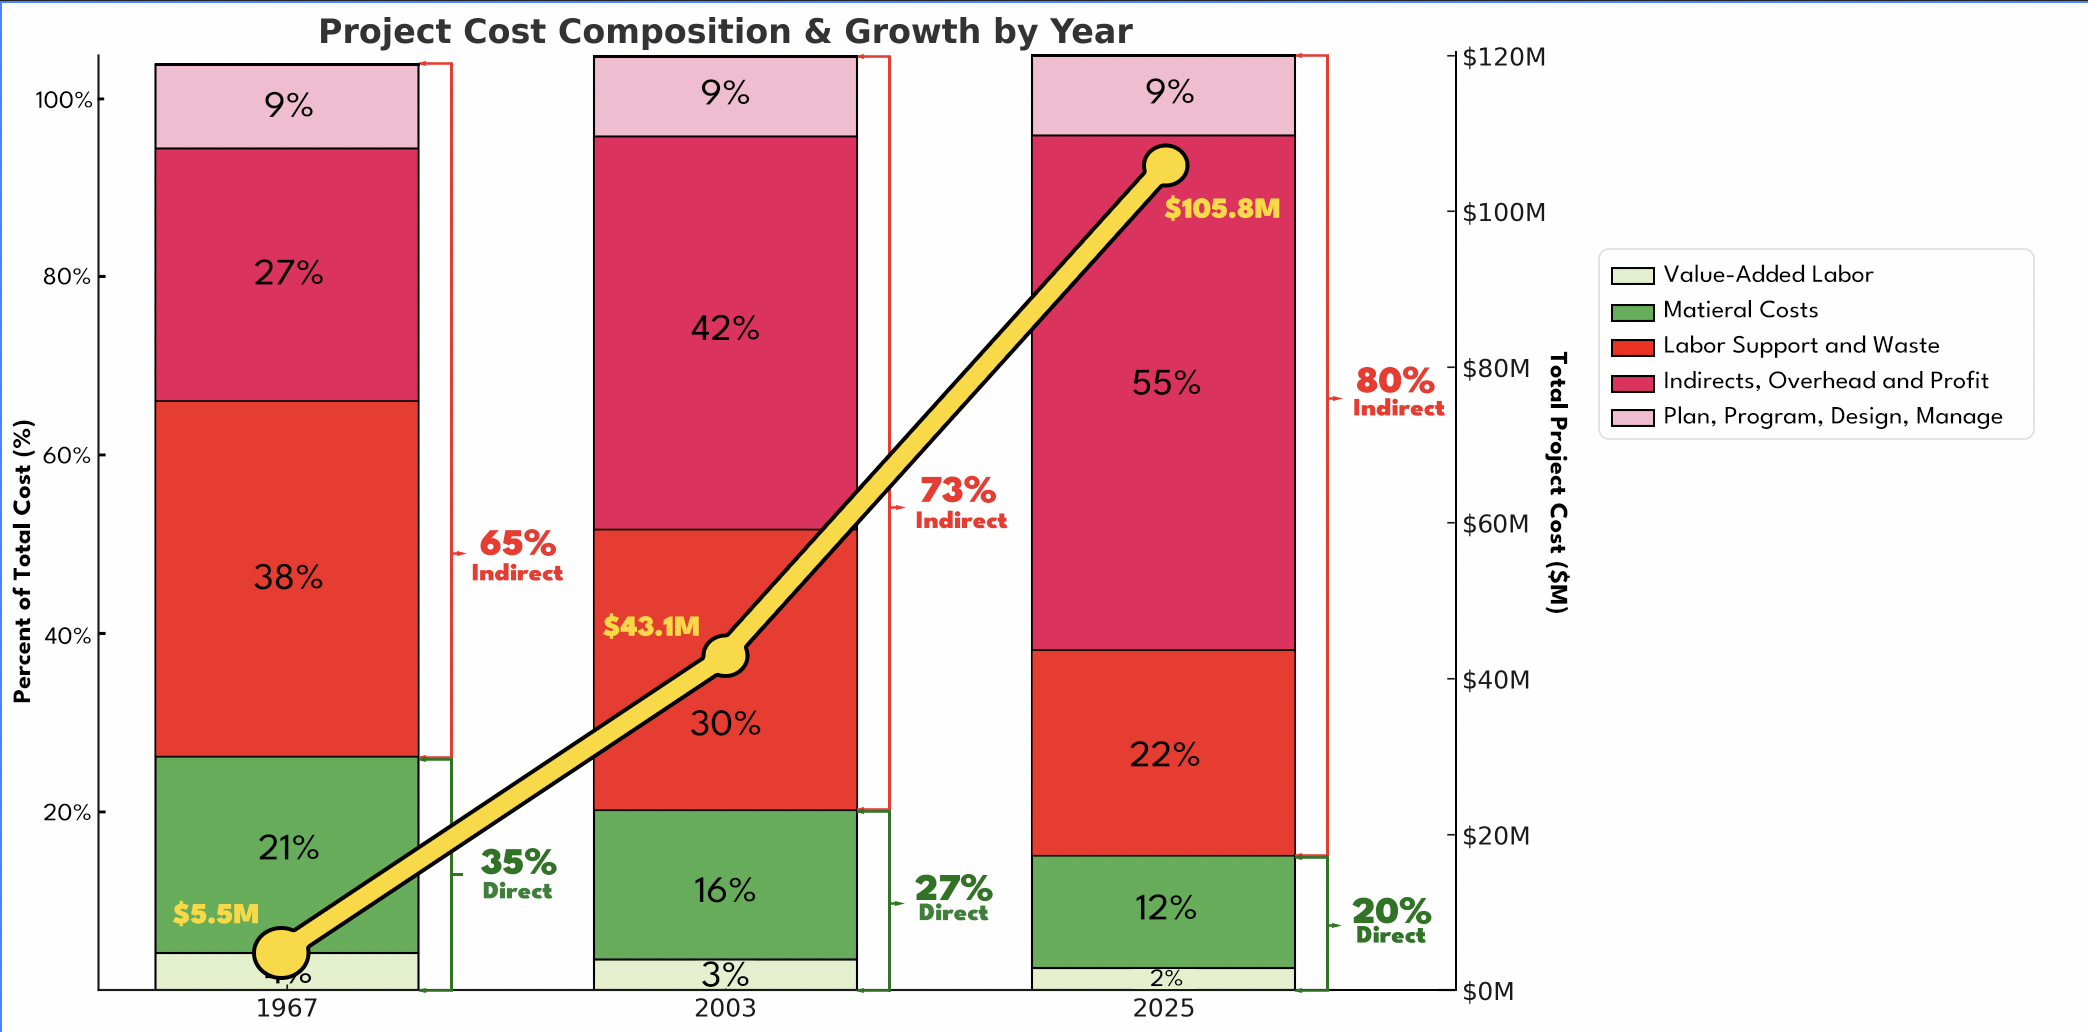 Project Cost Composition & Growth by Year
Percent of Total Cost (%)
100%
80%
60%
40%
20%
9%
27%
38%
21%
$5.5M
65%
Indirect
35%
Direct
1967
9%
42%
$43.1M
30%
16%
3%
73%
Indirect
27%
Direct
2003
9%
$105.8M
55%
22%
12%
2%
80%
Indirect
20%
Direct
2025
$120M
$100M
$80M
$60M
$40M
$20M
$0M
Total Project Cost ($M)
Value-Added Labor
Matieral Costs
Labor Support and Waste
Indirects, Overhead and Profit
Plan, Program, Design, Manage